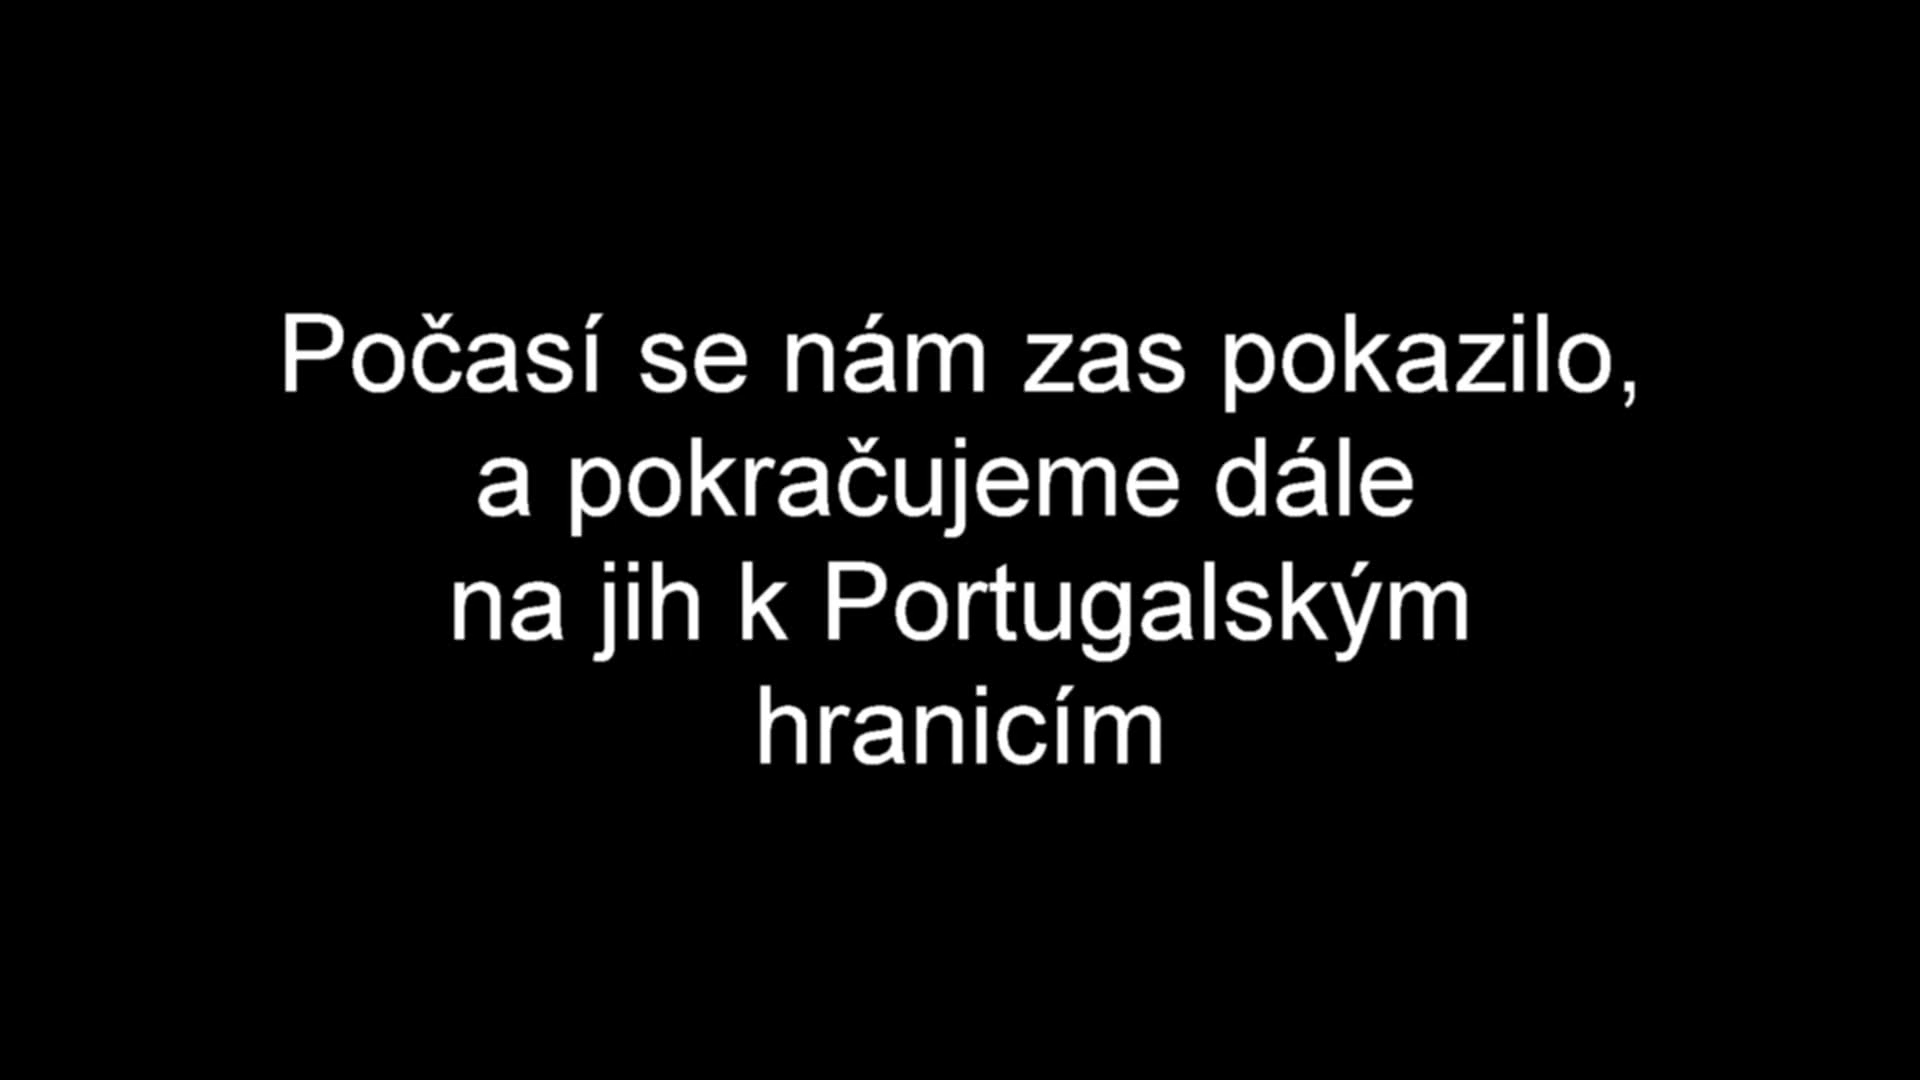 Počasí se nám zas pokazilo,
a pokračujeme dále
na jih k Portugalským
hranicím